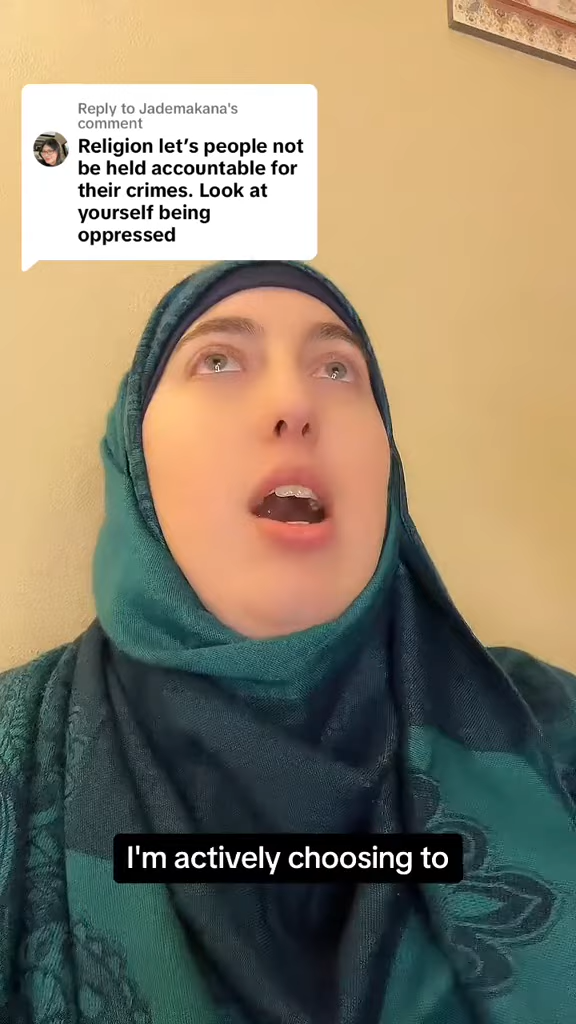 Reply to Jademakana's
comment
Religion let’s people not
be held accountable for
their crimes. Look at
yourself being
oppressed
I'm actively choosing to